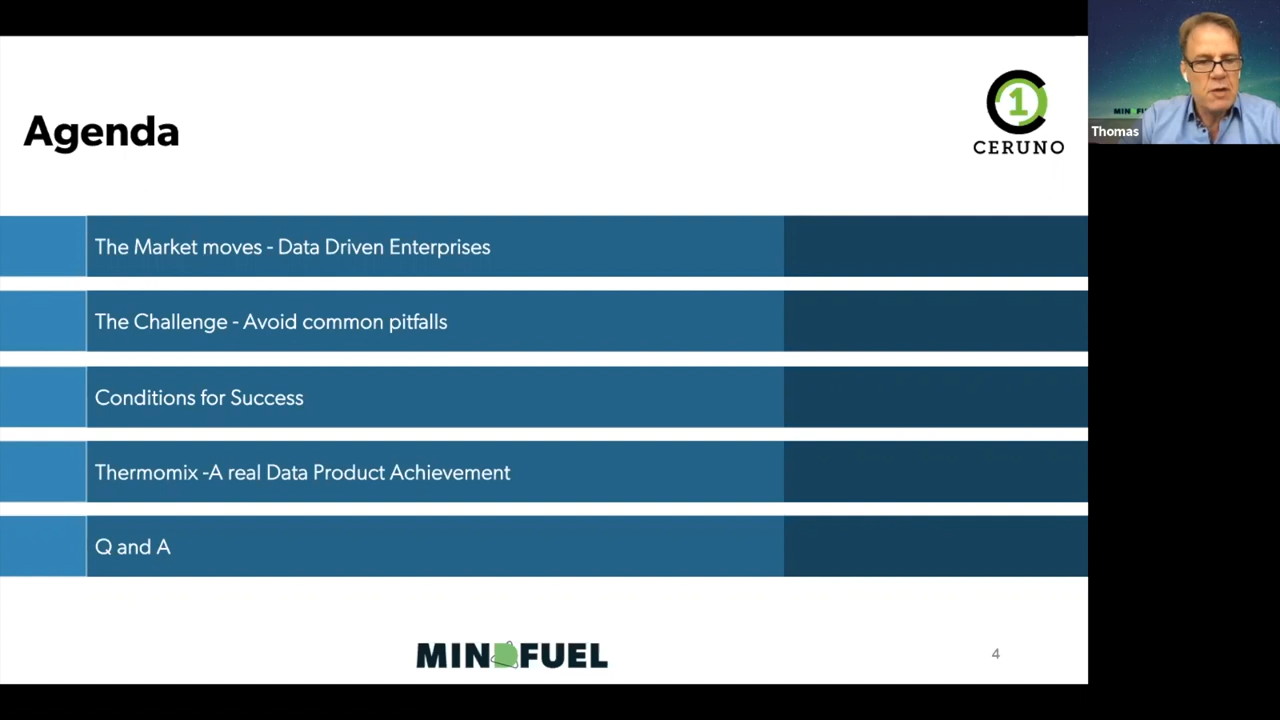 Agenda
1
CERUNO
The Market moves - Data Driven Enterprises
The Challenge - Avoid common pitfalls
Conditions for Success
Thermomix -A real Data Product Achievement
Q and A
MINDFUEL
4
Thomas